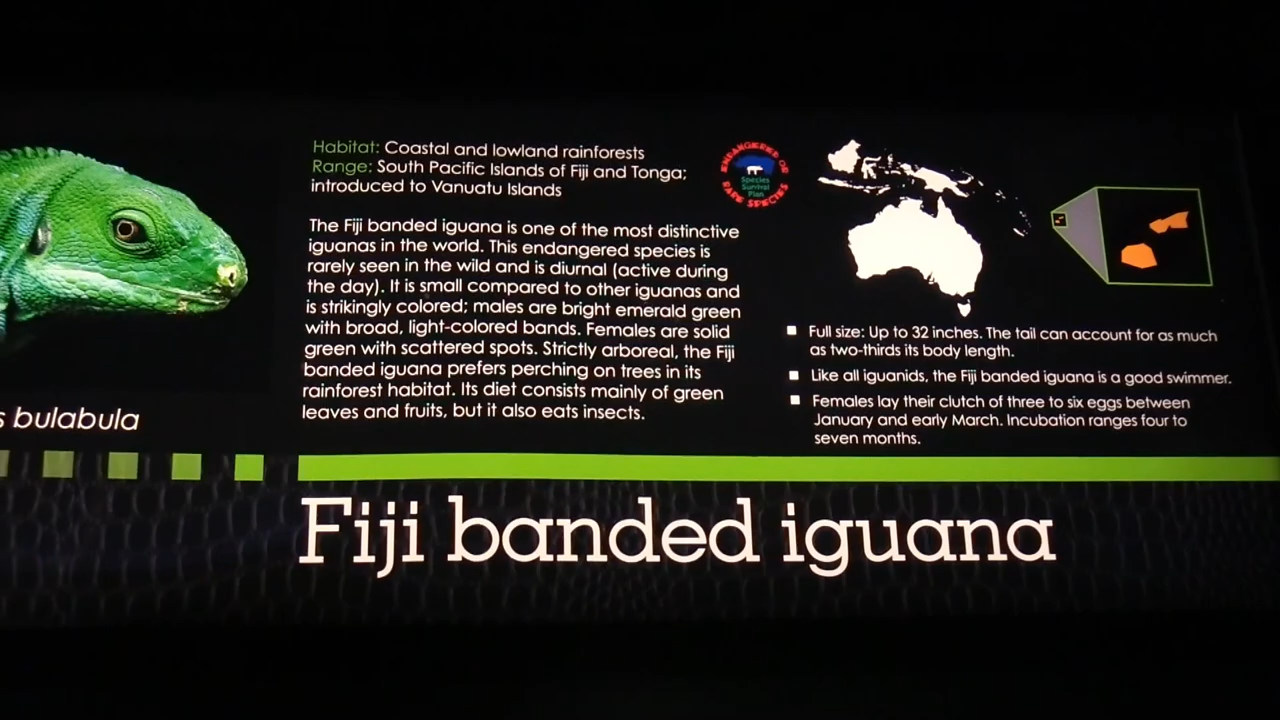 Habitat: Coastal and lowland rainforests
Range: South Pacific Islands of Fiji and Tonga;
introduced to Vanuatu Islands
The Fiji banded iguana is one of the most distinctive
iguanas in the world. This endangered species is
rarely seen in the wild and is diurnal (active during
the day). It is small compared to other iguanas and
is strikingly colored; males are bright emerald green
with broad, light-colored bands. Females are solid
green with scattered spots. Strictly arboreal, the Fiji
banded iguana prefers perching on trees in its
rainforest habitat. Its diet consists mainly of green
leaves and fruits, but it also eats insects.
ENDANGERED OR
Species
Survival
Plan
RARE SPECIES
Full size: Up to 32 inches. The tail can account for as much
as two-thirds its body length.
Like all iguanids, the Fiji banded iguana is a good swimmer.
Females lay their clutch of three to six eggs between
January and early March. Incubation ranges four to
seven months.
s bulabula
Fiji banded iguana